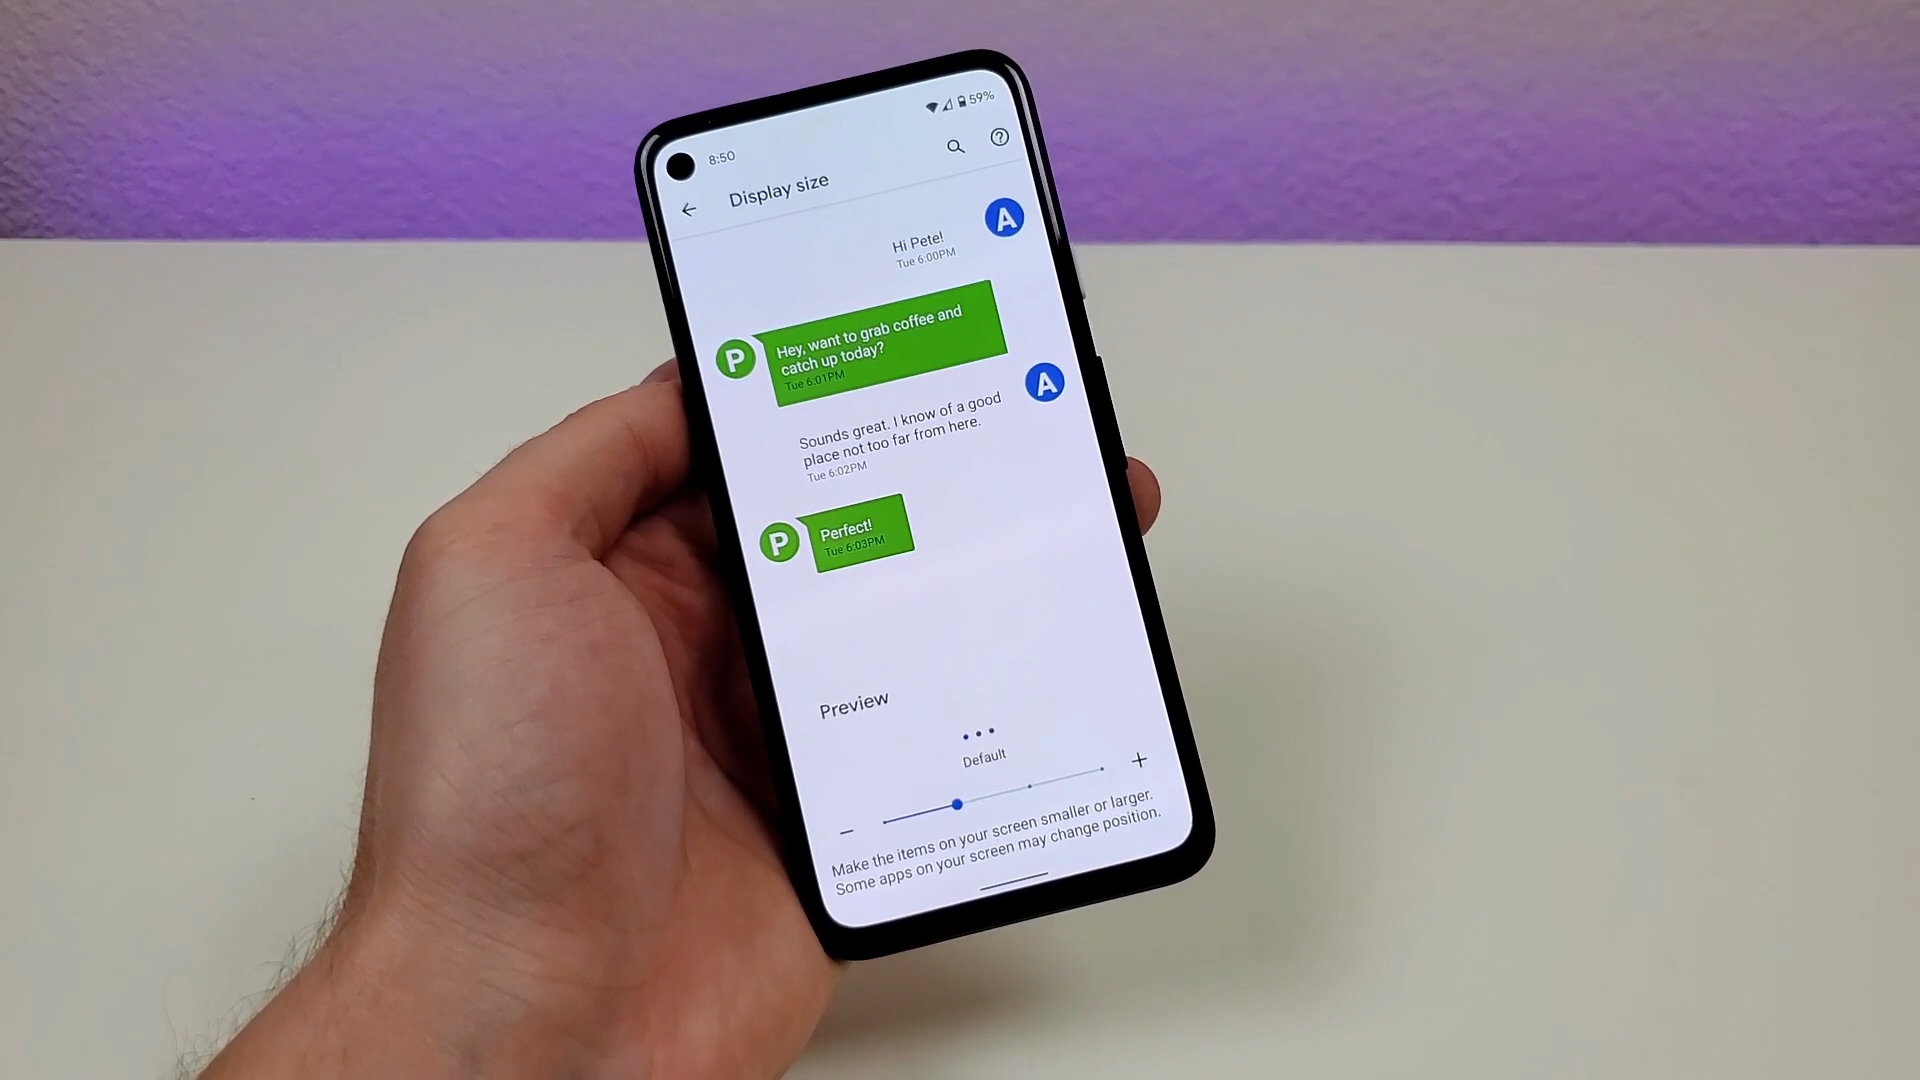 8:50
59%
Display size
Hi Pete!
Tue 6:00PM
A
P
Hey, want to grab coffee and
catch up today?
Tue 6:01PM
A
Sounds great. I know of a good
place not too far from here.
Tue 6:02PM
P
Perfect!
Tue 6:03PM
Preview
Default
Make the items on your screen smaller or larger.
Some apps on your screen may change position.